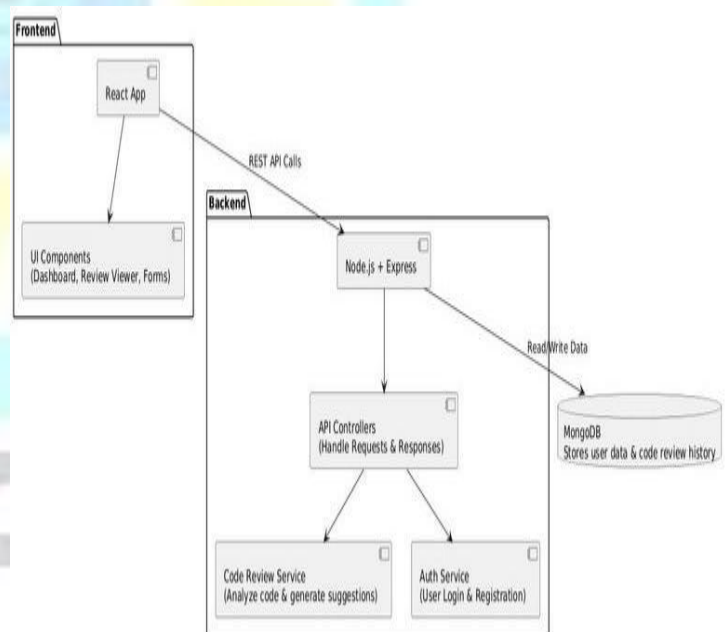 Frontend
React App
REST API Calls
UI Components
(Dashboard, Review Viewer, Forms)
Backend
Node.js + Express
Read/Write Data
API Controllers
(Handle Requests & Responses)
MongoDB
Stores user data & code review history
Code Review Service
(Analyze code & generate suggestions)
Auth Service
(User Login & Registration)